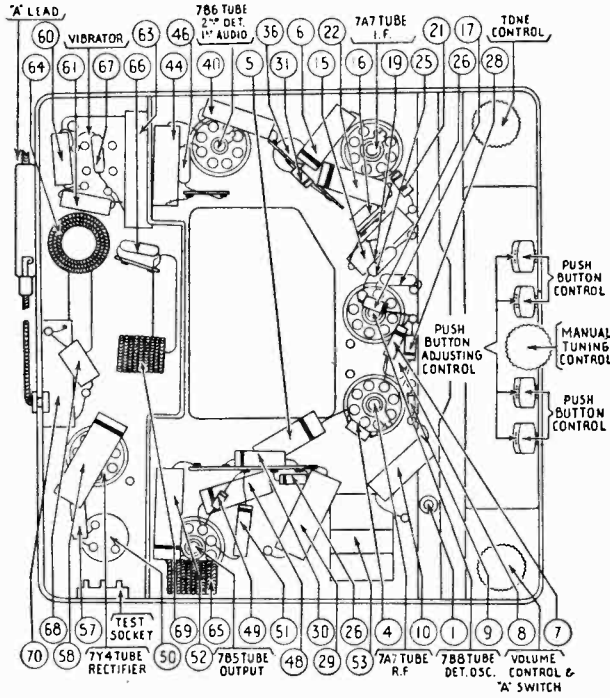 "A" LEAD
7B6 TUBE
2ND DET.
1ST AUDIO
7A7 TUBE
I.F.
TONE
CONTROL
VIBRATOR
60 63 46 36 6 22 21 17
64 61 67 66 44 40 5 31 15 16 19 25 26 28
PUSH
BUTTON
CONTROL
PUSH
BUTTON
ADJUSTING
CONTROL
MANUAL
TUNING
CONTROL
PUSH
BUTTON
CONTROL
68 57 TEST
SOCKET
69 65 49 51 30 26 4 10 1 9 8 7
70 58 7Y4 TUBE
RECTIFIER
50 52 7B5 TUBE
OUTPUT
48 29 53 7A7 TUBE
R.F
7B8 TUBE
DET. OSC.
VOLUME
CONTROL &
"A" SWITCH